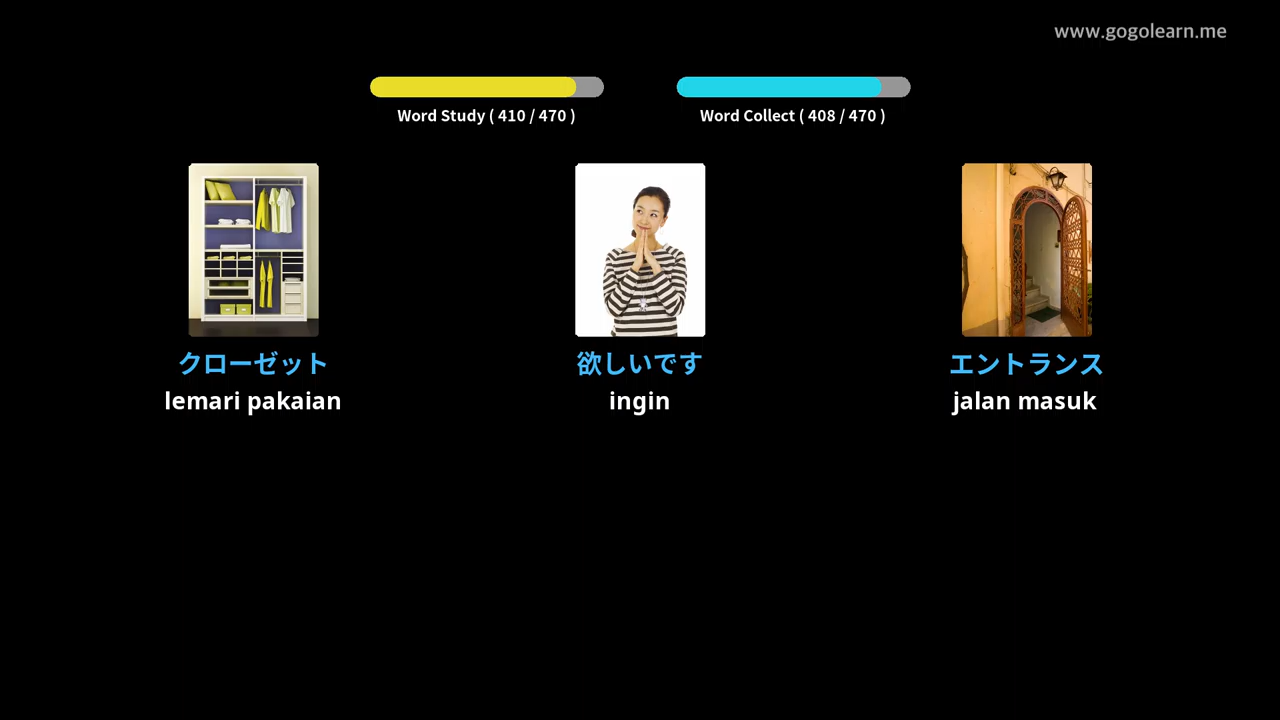 www.gogolearn.me
Word Study ( 410 / 470 )
Word Collect ( 408 / 470 )
クローゼット
lemari pakaian
欲しいです
ingin
エントランス
jalan masuk